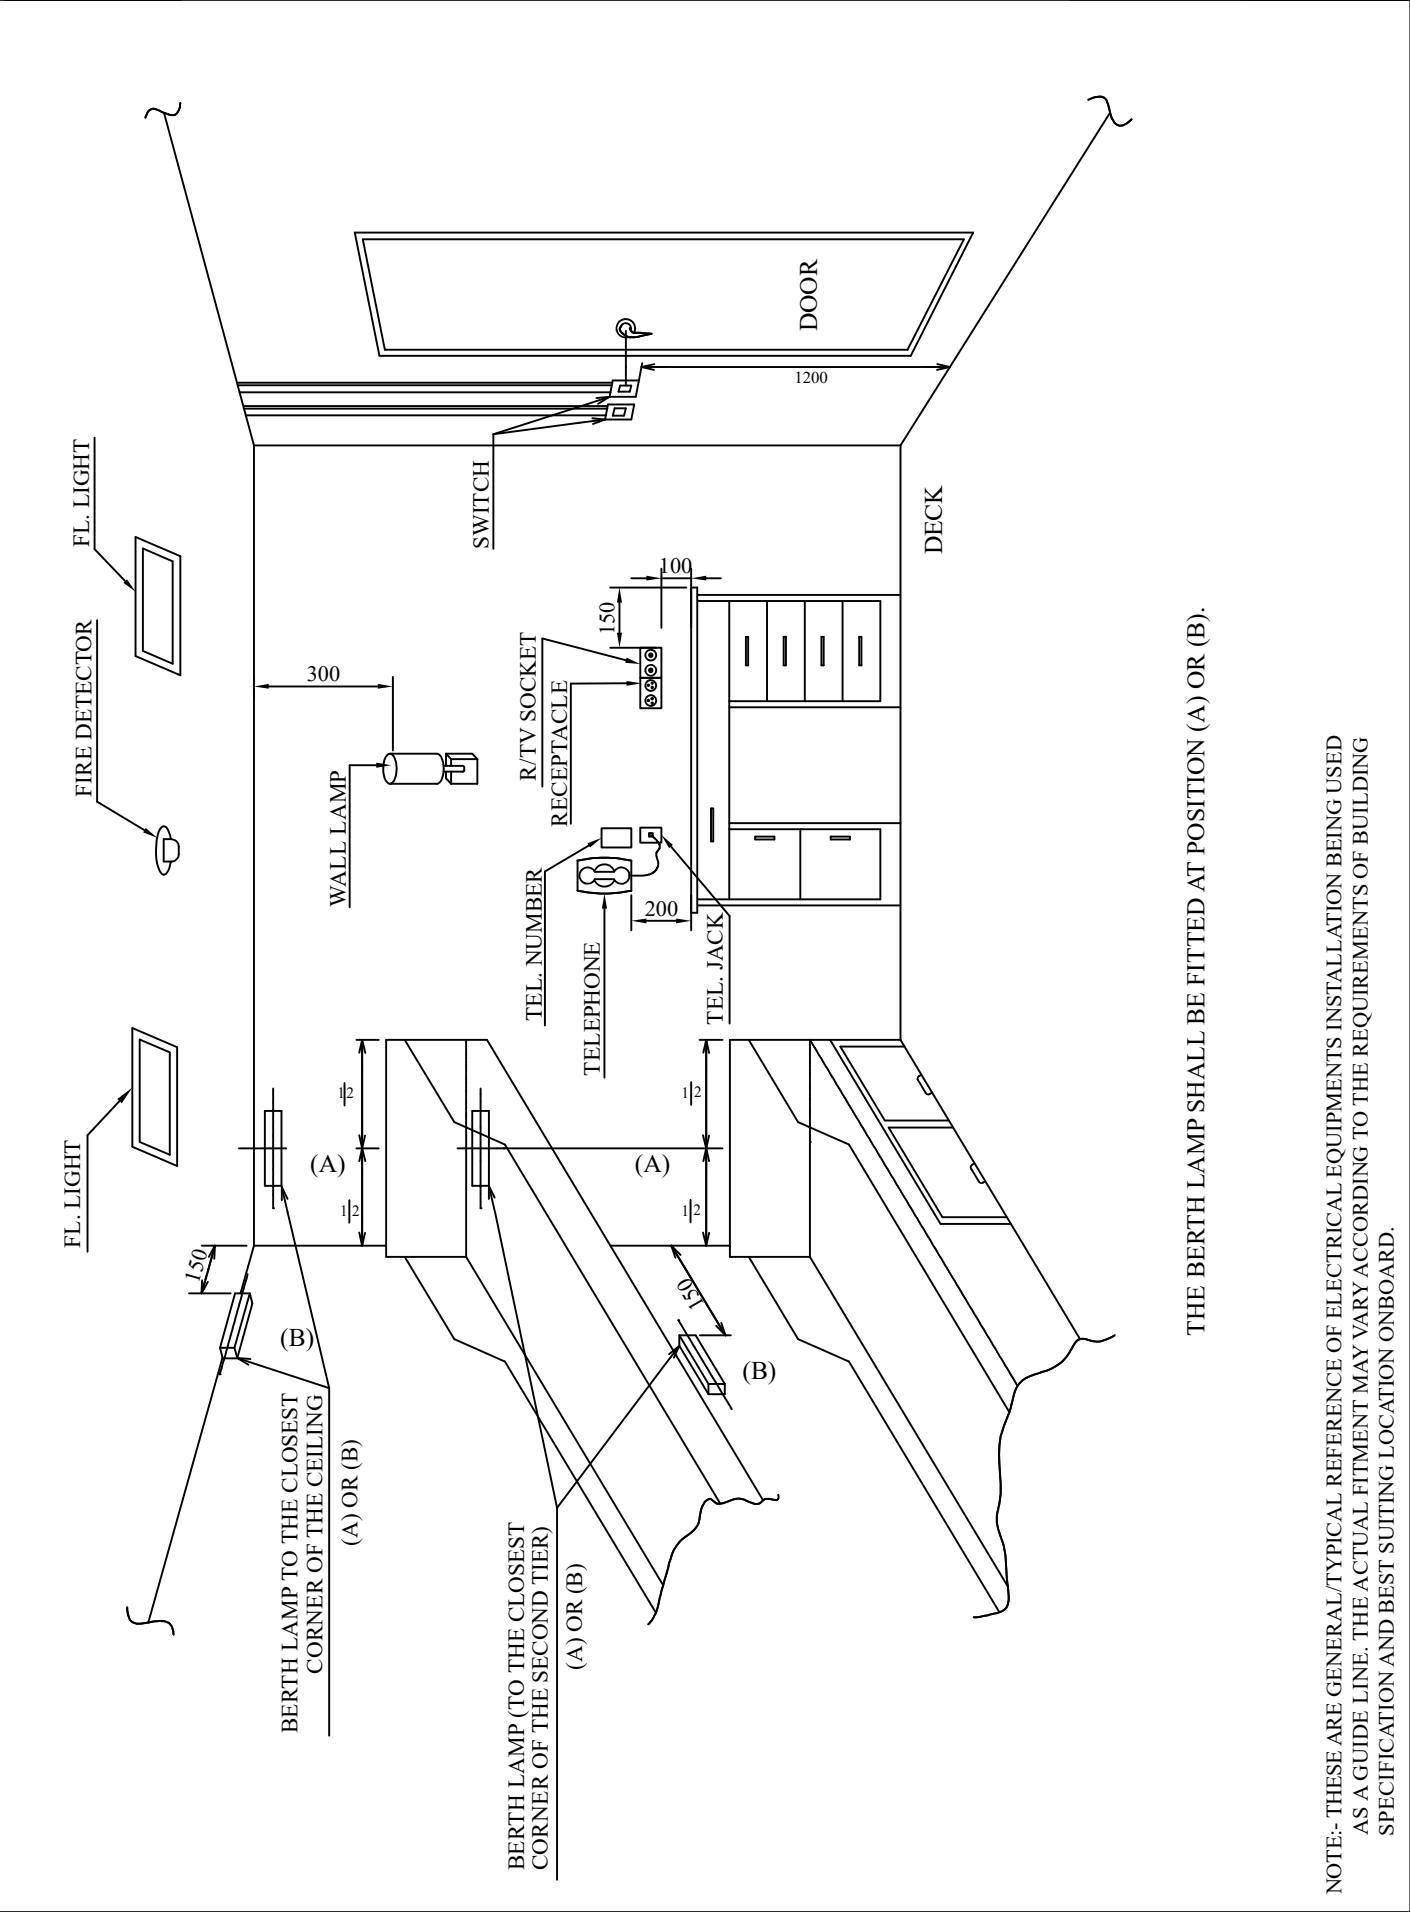 FL. LIGHT
FIRE DETECTOR
FL. LIGHT
150
300
WALL LAMP
SWITCH
BERTH LAMP TO THE CLOSEST
CORNER OF THE CEILING
(A) OR (B)
(B)
(A)
1/2
1/2
BERTH LAMP (TO THE CLOSEST
CORNER OF THE SECOND TIER)
(A) OR (B)
TEL. NUMBER
TELEPHONE
R/TV SOCKET
RECEPTACLE
150
100
200
TEL. JACK
1/2
1/2
(A)
150
(B)
1200
DOOR
DECK
THE BERTH LAMP SHALL BE FITTED AT POSITION (A) OR (B).
NOTE:- THESE ARE GENERAL/TYPICAL REFERENCE OF ELECTRICAL EQUIPMENTS INSTALLATION BEING USED
AS A GUIDE LINE. THE ACTUAL FITMENT MAY VARY ACCORDING TO THE REQUIREMENTS OF BUILDING
SPECIFICATION AND BEST SUITING LOCATION ONBOARD.